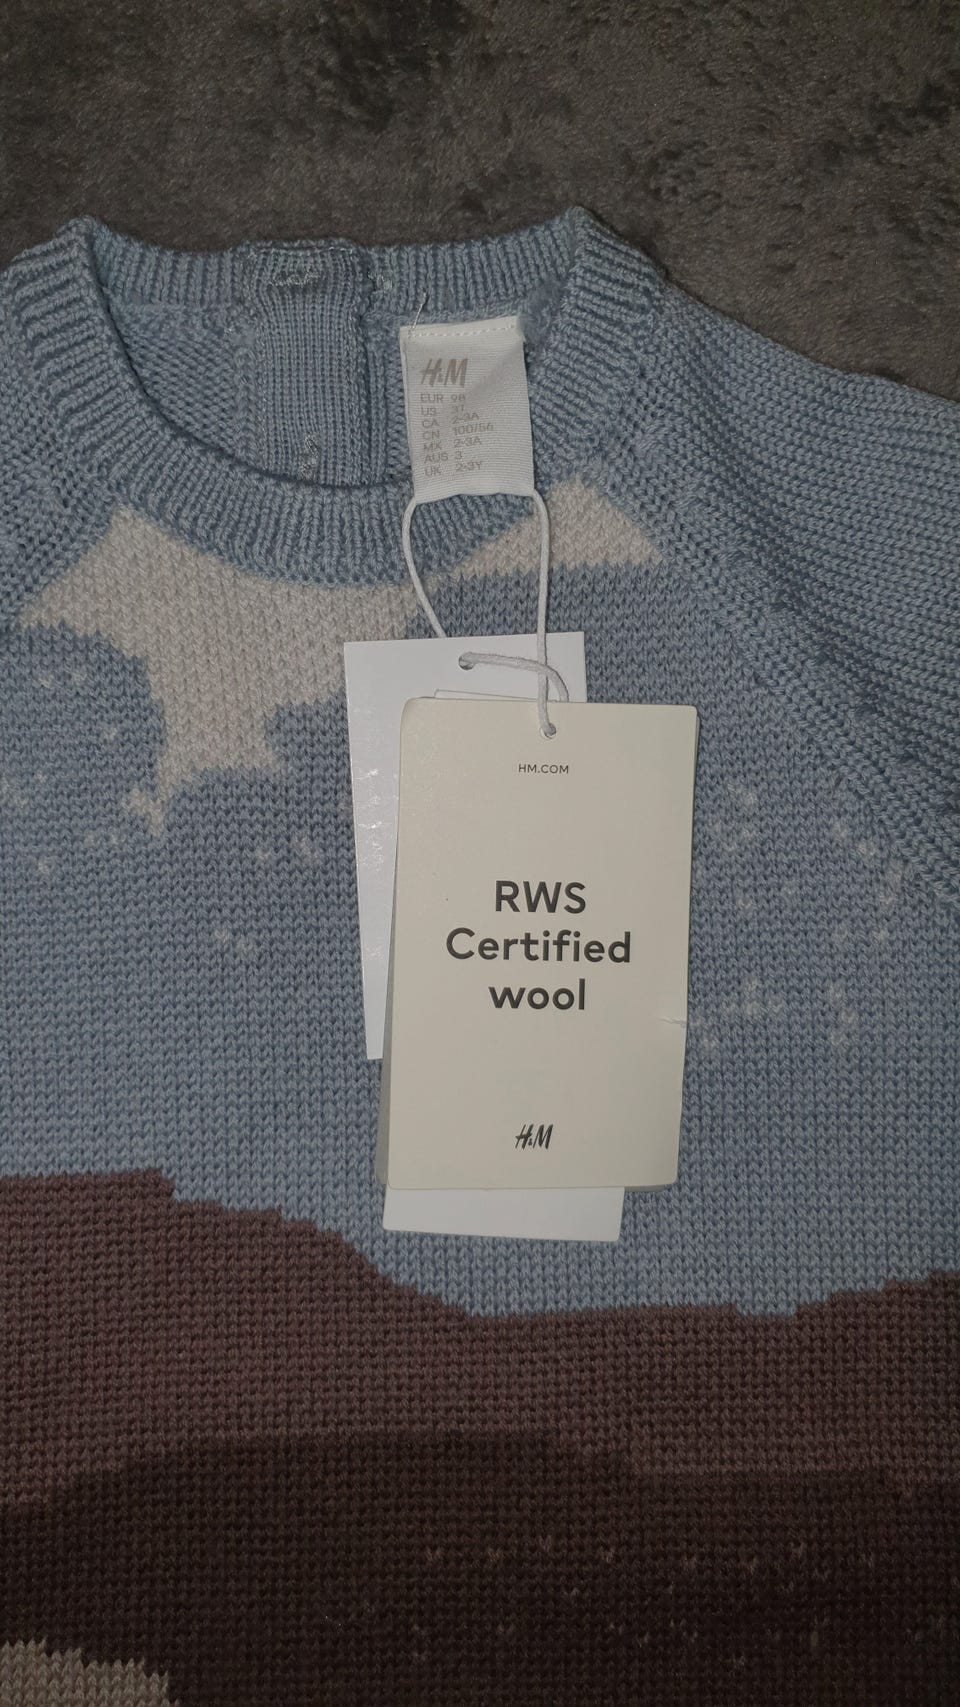 H&M
EUR 98
US 3T
CA 2-3A
CN 100/56
MX 2-3A
AUS 3
UK 2-3Y
HM.COM
RWS
Certified
wool
H&M